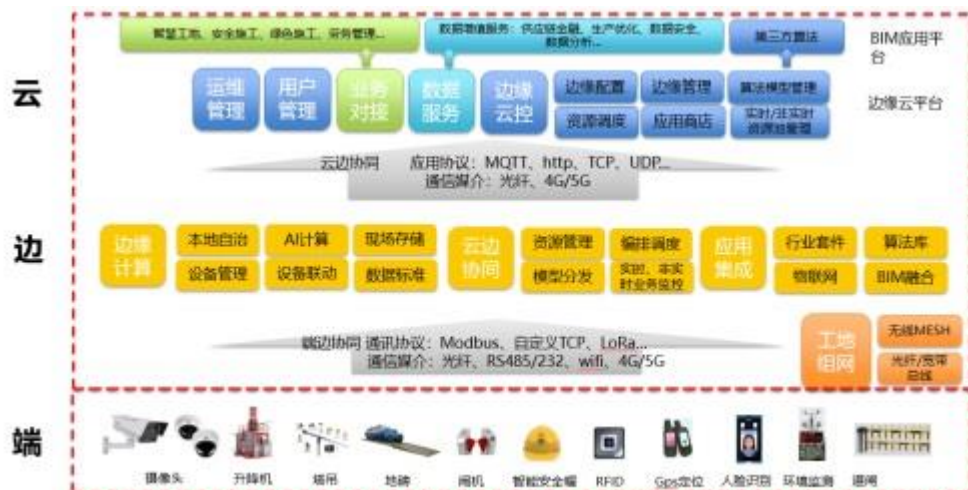 智慧工地、安全施工、绿色施工、劳务管理...
数据增值服务：供应链金融、生产优化、数据安全、
数据分析...
第三方算法
BIM应用平
台
云
运维
管理
用户
管理
业务
对接
数据
服务
边缘
云控
边缘配置
边缘管理
算法模型管理
资源调度
应用商店
实时/非实时
资源池管理
边缘云平台
云边协同 应用协议：MQTT、http、TCP、UDP...
通信媒介：光纤、4G/5G
边
边缘
计算
本地自治
AI计算
现场存储
设备管理
设备联动
数据标准
云边
协同
资源管理
编排调度
模型分发
实时、非实
时业务监控
应用
集成
行业套件
算法库
物联网
BIM融合
端边协同 通讯协议：Modbus、自定义TCP、LoRa...
通信媒介：光纤、RS485/232、wifi、4G/5G
工地
组网
无线MESH
光纤/宽带
总线
端
摄像头
升降机
塔吊
地磅
闸机
智能安全帽
RFID
Gps定位
人脸识别
环境监测
道闸